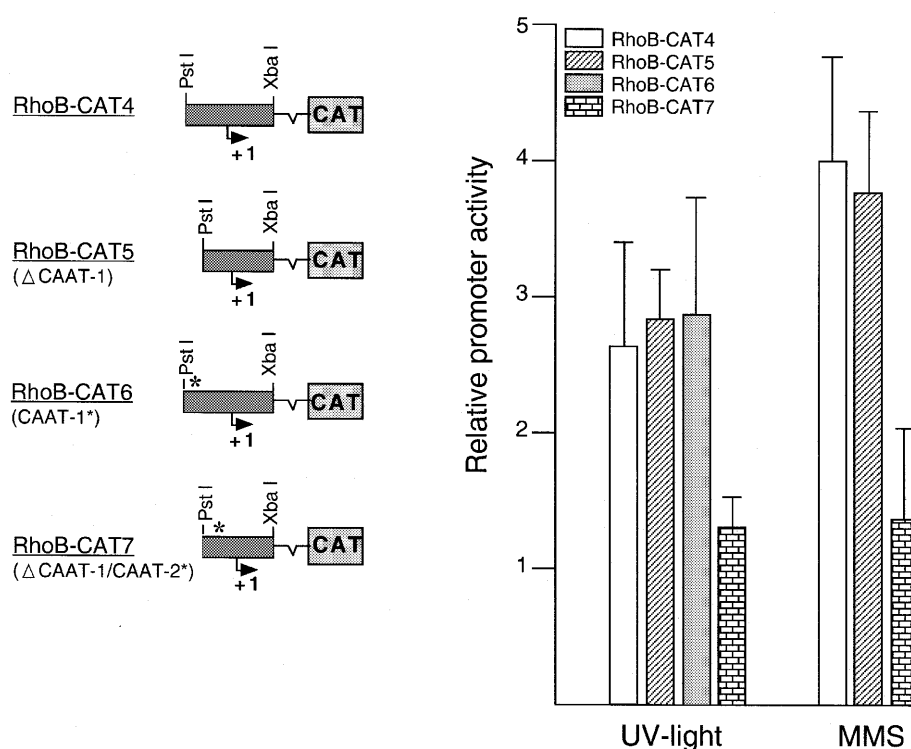 RhoB-CAT4
Pst I
Xba I
CAT
+1
RhoB-CAT5
(△CAAT-1)
Pst I
Xba I
CAT
+1
RhoB-CAT6
(CAAT-1*)
Pst I
*
Xba I
CAT
+1
RhoB-CAT7
(△CAAT-1/CAAT-2*)
Pst I
*
Xba I
CAT
+1
Relative promoter activity
5
4
3
2
1
RhoB-CAT4
RhoB-CAT5
RhoB-CAT6
RhoB-CAT7
UV-light
MMS